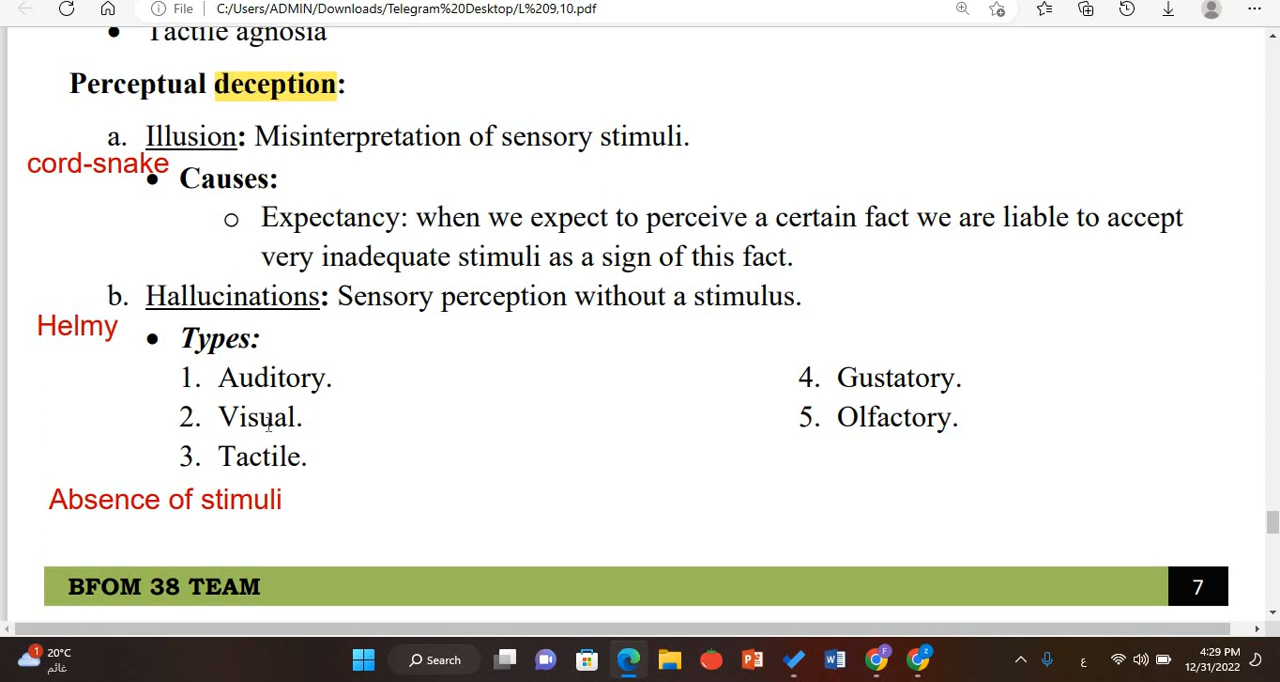 File
C:/Users/ADMIN/Downloads/Telegram%20Desktop/L%209,10.pdf
Tactile agnosia
Perceptual deception:
a. Illusion: Misinterpretation of sensory stimuli.
cord-snake
Causes:
Expectancy: when we expect to perceive a certain fact we are liable to accept
very inadequate stimuli as a sign of this fact.
b. Hallucinations: Sensory perception without a stimulus.
Helmy
Types:
1. Auditory.
2. Visual.
3. Tactile.
4. Gustatory.
5. Olfactory.
Absence of stimuli
BFOM 38 TEAM
7
1
20°C
غائم
Search
F
Z
ع
4:29 PM
12/31/2022